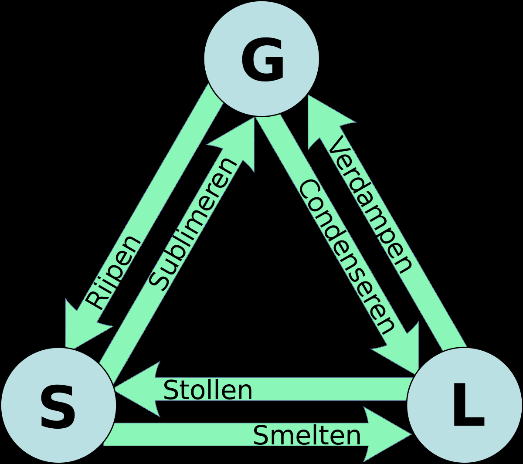 G
Verdampen
Sublimeren
Condenseren
Rijpen
Stollen
S
L
Smelten